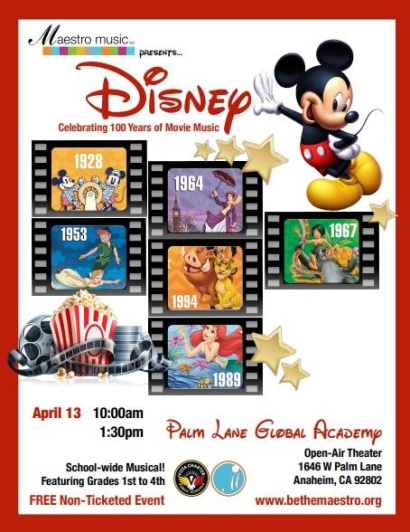 Maestro music
PRESENTS...
DISNEY
Celebrating 100 Years of Movie Music
1928
1964
1953
1967
1994
1989
April 13 10:00am
1:30pm
PALM LANE GLOBAL ACADEMY
Open-Air Theater
School-wide Musical!
1646 W Palm Lane
Featuring Grades 1st to 4th
Anaheim, CA 92802
FREE Non-Ticketed Event
www.bethemaestro.org